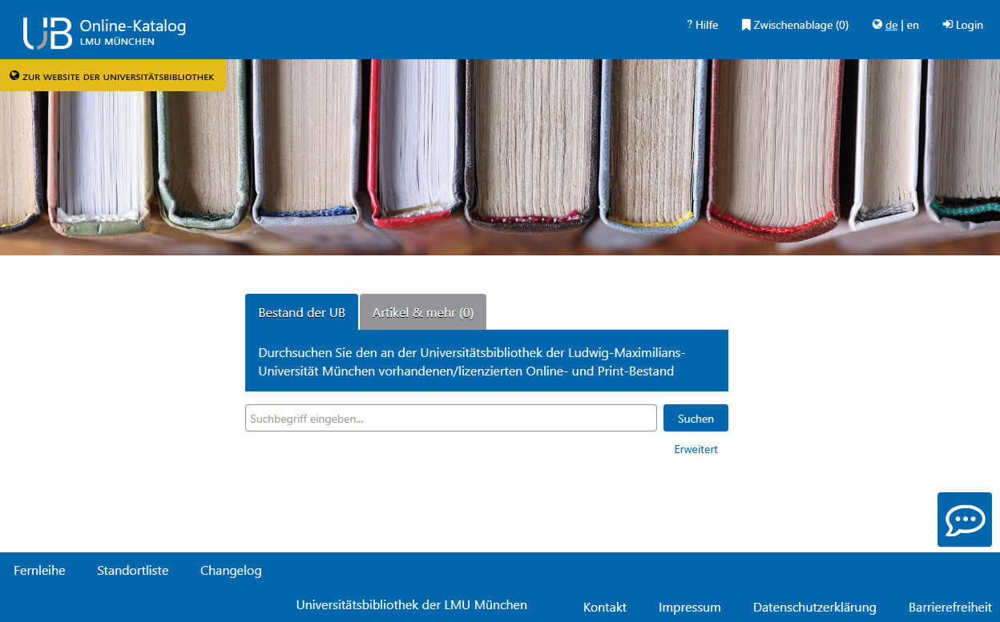 UB Online-Katalog
LMU MÜNCHEN
? Hilfe
Zwischenablage (0)
de | en
Login
ZUR WEBSITE DER UNIVERSITÄTSBIBLIOTHEK
Bestand der UB
Artikel & mehr (0)
Durchsuchen Sie den an der Universitätsbibliothek der Ludwig-Maximilians-
Universität München vorhandenen/lizenzierten Online- und Print-Bestand
Suchbegriff eingeben...
Suchen
Erweitert
Fernleihe
Standortliste
Changelog
Universitätsbibliothek der LMU München
Kontakt
Impressum
Datenschutzerklärung
Barrierefreiheit